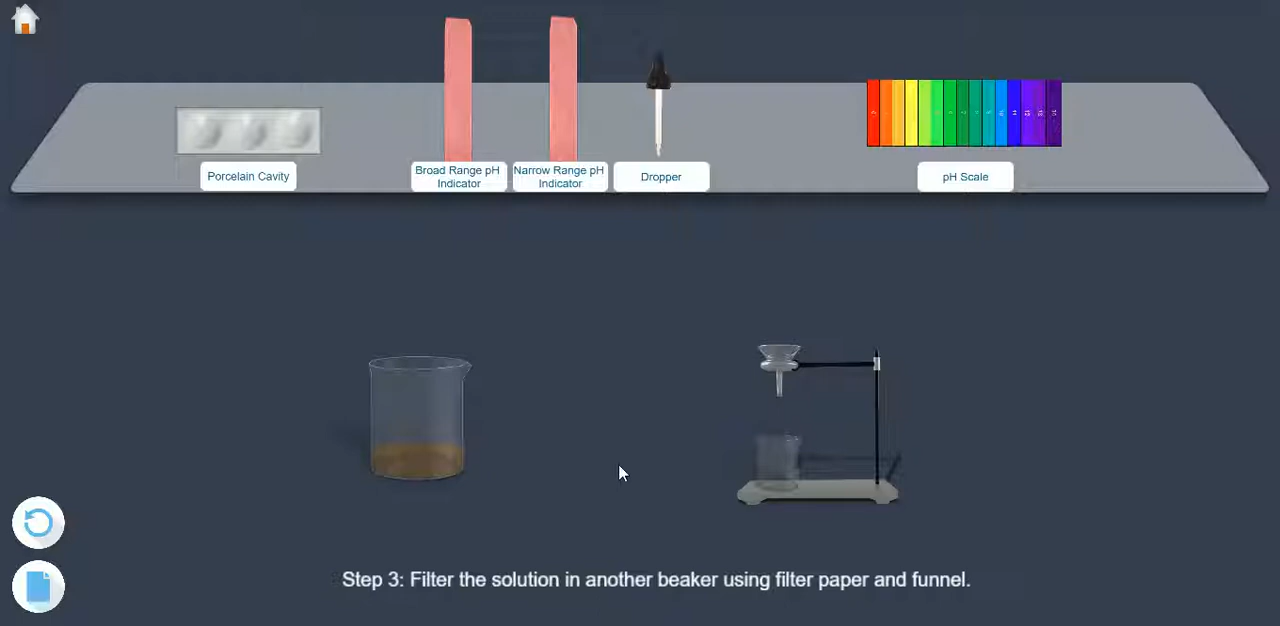 Porcelain Cavity
Broad Range pH
Indicator
Narrow Range pH
Indicator
Dropper
pH Scale
Step 3: Filter the solution in another beaker using filter paper and funnel.